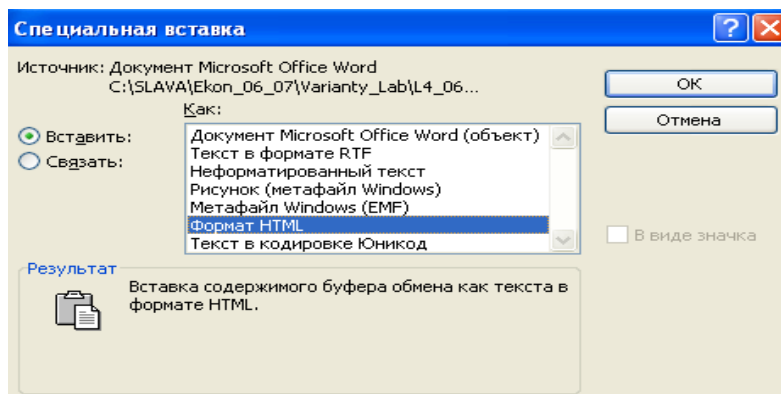 Специальная вставка
Источник: Документ Microsoft Office Word
C:\SLAVA\Ekon_06_07\Varianty_Lab\L4_06...
Как:
Вставить:
Связать:
Документ Microsoft Office Word (объект)
Текст в формате RTF
Неформатированный текст
Рисунок (метафайл Windows)
Метафайл Windows (EMF)
Формат HTML
Текст в кодировке Юникод
ОК
Отмена
В виде значка
Результат
Вставка содержимого буфера обмена как текста в
формате HTML.